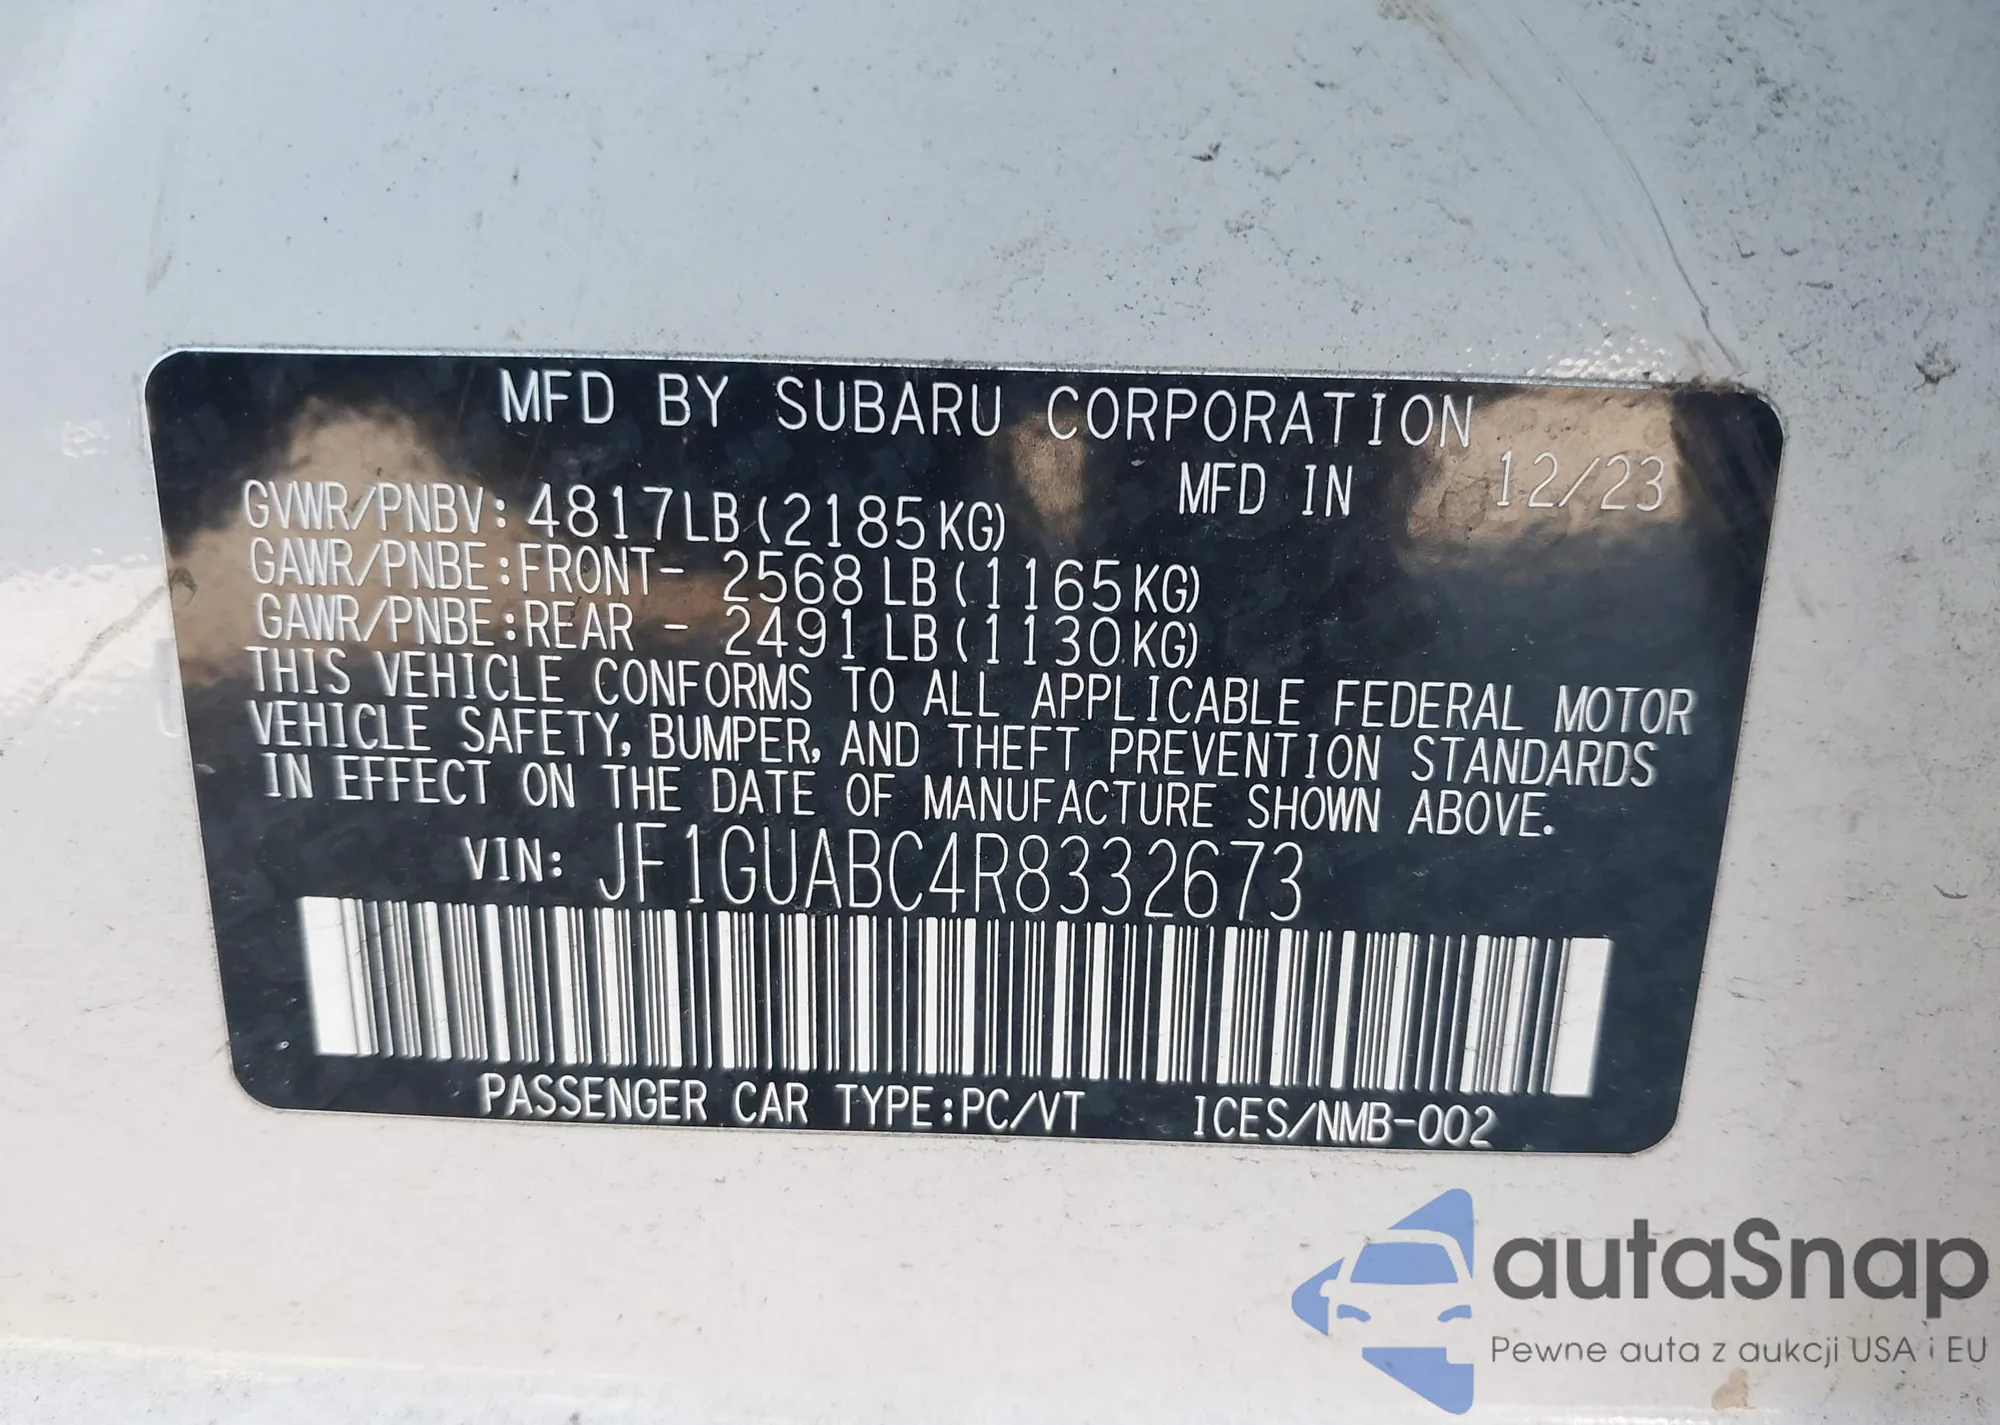 MFD BY SUBARU CORPORATION
MFD IN 12/23
GVWR/PNBV: 4817LB(2185KG)
GAWR/PNBE:FRONT- 2568 LB(1165KG)
GAWR/PNBE:REAR - 2491 LB(1130KG)
THIS VEHICLE CONFORMS TO ALL APPLICABLE FEDERAL MOTOR
VEHICLE SAFETY, BUMPER, AND THEFT PREVENTION STANDARDS
IN EFFECT ON THE DATE OF MANUFACTURE SHOWN ABOVE.
VIN: JF1GUABC4R8332673
PASSENGER CAR TYPE:PC/VT ICES/NMB-002
autaSnap
Pewne auta z aukcji USA i EU